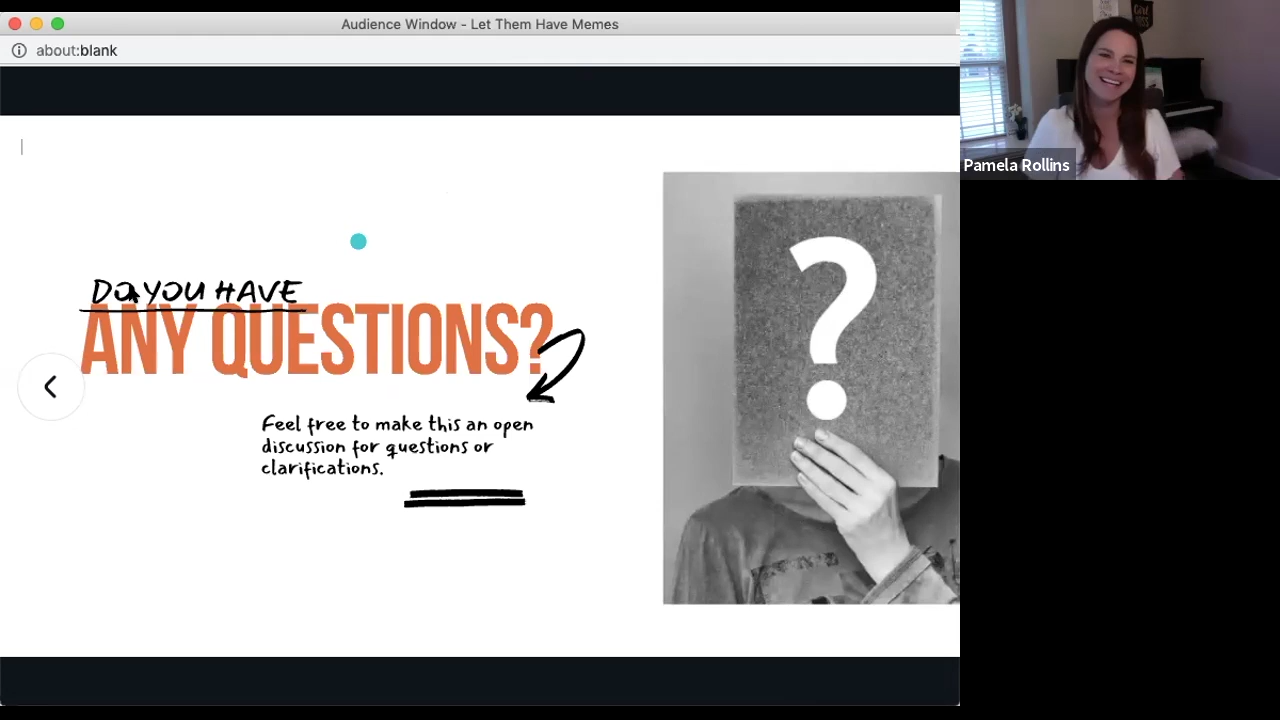 Audience Window - Let Them Have Memes
about:blank
Pamela Rollins
DO YOU HAVE
ANY QUESTIONS?
Feel free to make this an open
discussion for questions or
clarifications.
?